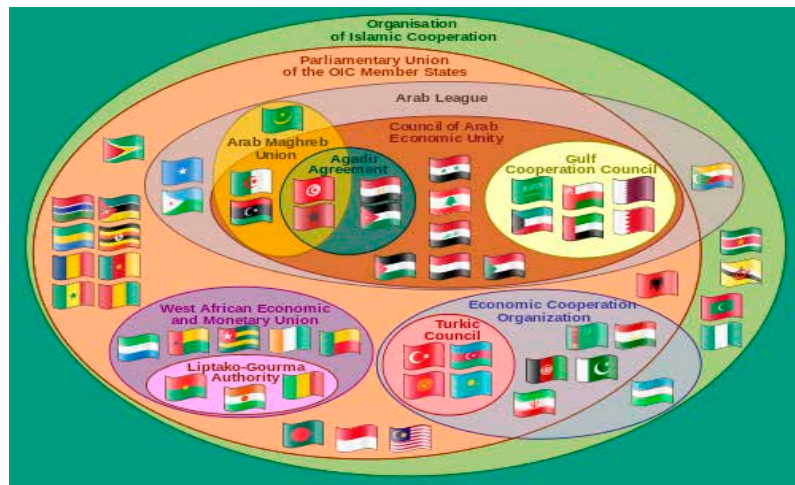 Organisation
of Islamic Cooperation
Parliamentary Union
of the OIC Member States
Arab League
Council of Arab
Economic Unity
Arab Maghreb
Union
Agadir
Agreement
Gulf
Cooperation Council
West African Economic
and Monetary Union
Economic Cooperation
Organization
Turkic
Council
Liptako-Gourma
Authority